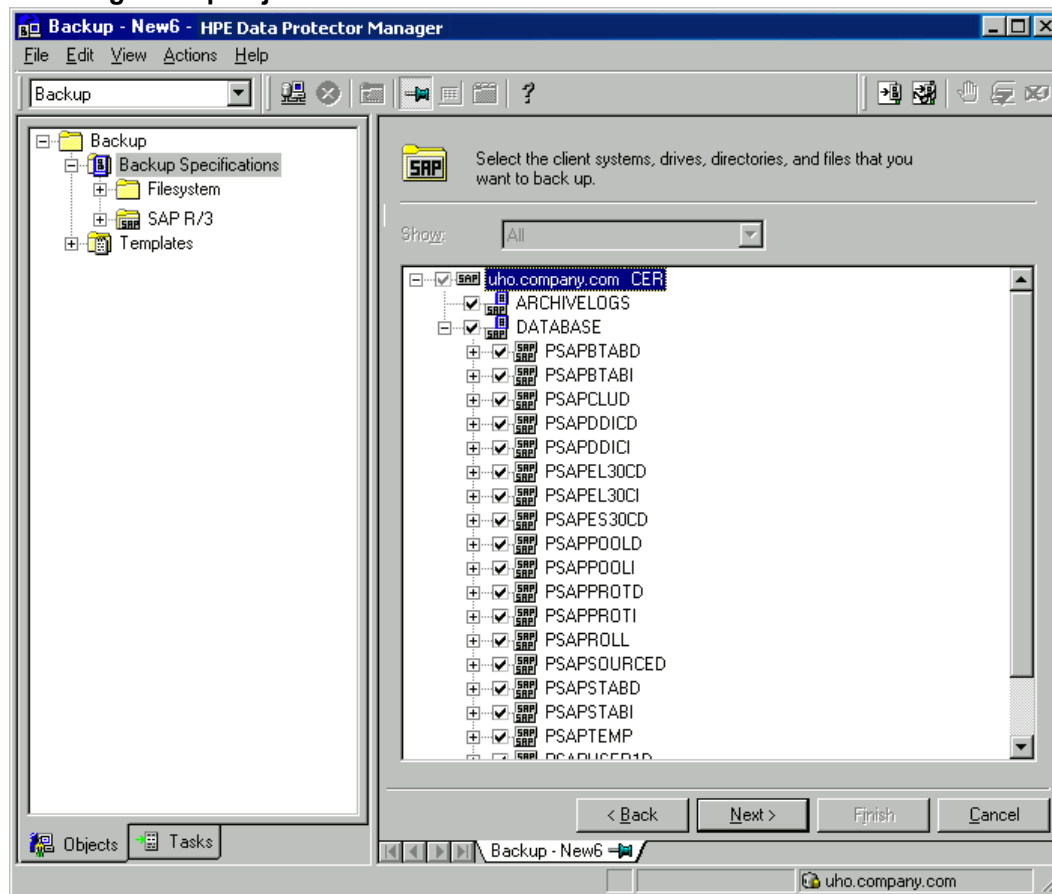 Backup - New6 - HPE Data Protector Manager
File Edit View Actions Help
Backup
?
Backup
Backup Specifications
Filesystem
SAP R/3
Templates
SAP
Select the client systems, drives, directories, and files that you
want to back up.
Show:
All
uho.company.com CER
ARCHIVELOGS
DATABASE
PSAPBTABD
PSAPBTABI
PSAPCLUD
PSAPDDICD
PSAPDDICI
PSAPEL30CD
PSAPEL30CI
PSAPES30CD
PSAPPOOLD
PSAPPOOLI
PSAPPROTD
PSAPPROTI
PSAPROLL
PSAPSOURCED
PSAPSTABD
PSAPSTABI
PSAPTEMP
< Back
Next >
Finish
Cancel
Objects
Tasks
Backup - New6
uho.company.com